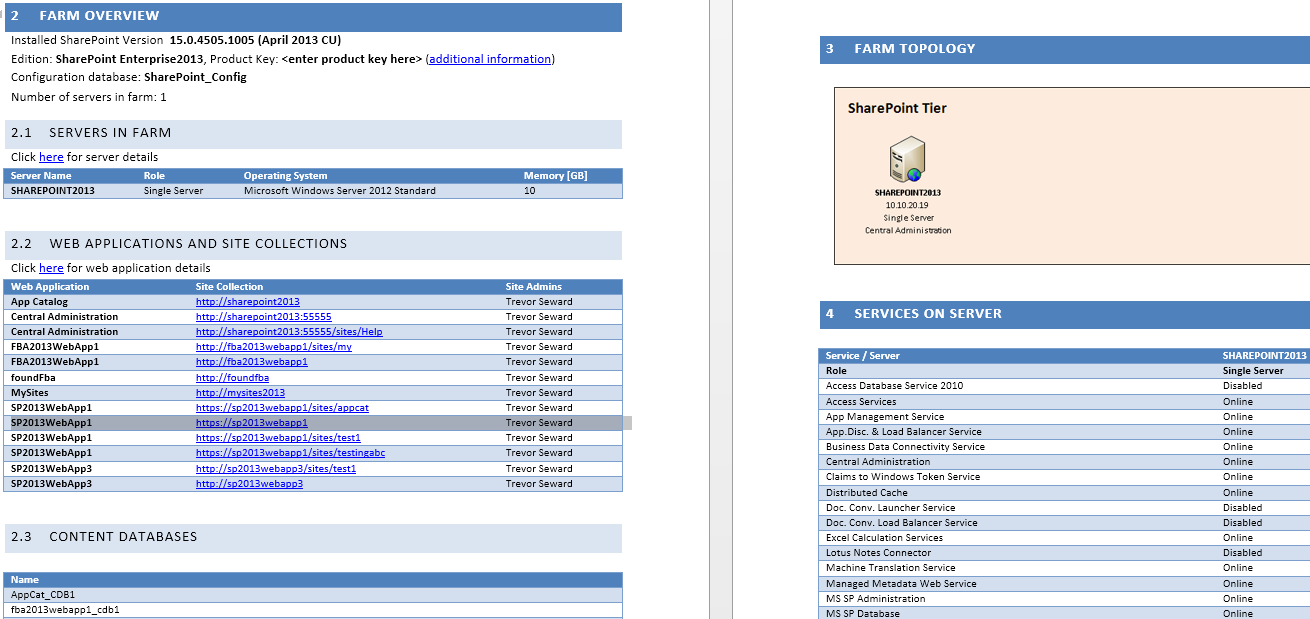 2 FARM OVERVIEW
Installed SharePoint Version 15.0.4505.1005 (April 2013 CU)
Edition: SharePoint Enterprise2013, Product Key: <enter product key here> (additional information)
Configuration database: SharePoint_Config
Number of servers in farm: 1
2.1 SERVERS IN FARM
Click here for server details
Server Name Role Operating System Memory [GB]
SHAREPOINT2013 Single Server Microsoft Windows Server 2012 Standard 10
2.2 WEB APPLICATIONS AND SITE COLLECTIONS
Click here for web application details
Web Application Site Collection Site Admins
App Catalog http://sharepoint2013 Trevor Seward
Central Administration http://sharepoint2013:55555 Trevor Seward
Central Administration http://sharepoint2013:55555/sites/Help Trevor Seward
FBA2013WebApp1 http://fba2013webapp1/sites/my Trevor Seward
FBA2013WebApp1 http://fba2013webapp1 Trevor Seward
foundFba http://foundfba Trevor Seward
MySites http://mysites2013 Trevor Seward
SP2013WebApp1 https://sp2013webapp1/sites/appcat Trevor Seward
SP2013WebApp1 https://sp2013webapp1 Trevor Seward
SP2013WebApp1 https://sp2013webapp1/sites/test1 Trevor Seward
SP2013WebApp1 https://sp2013webapp1/sites/testingabc Trevor Seward
SP2013WebApp3 http://sp2013webapp3/sites/test1 Trevor Seward
SP2013WebApp3 http://sp2013webapp3 Trevor Seward
2.3 CONTENT DATABASES
Name
AppCat_CDB1
fba2013webapp1_cdb1
3 FARM TOPOLOGY
SharePoint Tier
SHAREPOINT2013
10.10.20.19
Single Server
Central Administration
4 SERVICES ON SERVER
Service / Server SHAREPOINT2013
Role Single Server
Access Database Service 2010 Disabled
Access Services Online
App Management Service Online
App.Disc. & Load Balancer Service Online
Business Data Connectivity Service Online
Central Administration Online
Claims to Windows Token Service Online
Distributed Cache Online
Doc. Conv. Launcher Service Disabled
Doc. Conv. Load Balancer Service Disabled
Excel Calculation Services Online
Lotus Notes Connector Disabled
Machine Translation Service Online
Managed Metadata Web Service Online
MS SP Administration Online
MS SP Database Online